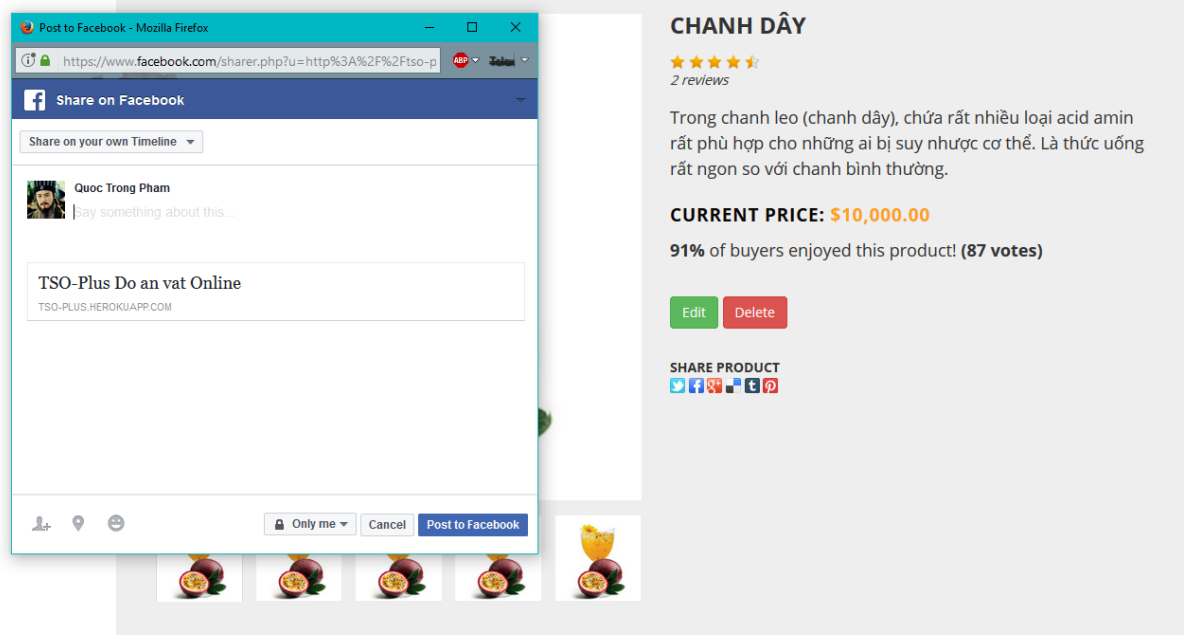 Post to Facebook - Mozilla Firefox
https://www.facebook.com/sharer.php?u=http%3A%2F%2Ftso-p
ABP
Share on Facebook
Share on your own Timeline
Quoc Trong Pham
Say something about this...
TSO-Plus Do an vat Online
TSO-PLUS.HEROKUAPP.COM
Only me
Cancel
Post to Facebook
CHANH DÂY
2 reviews
Trong chanh leo (chanh dây), chứa rất nhiều loại acid amin
rất phù hợp cho những ai bị suy nhược cơ thể. Là thức uống
rất ngon so với chanh bình thường.
CURRENT PRICE: $10,000.00
91% of buyers enjoyed this product! (87 votes)
Edit
Delete
SHARE PRODUCT